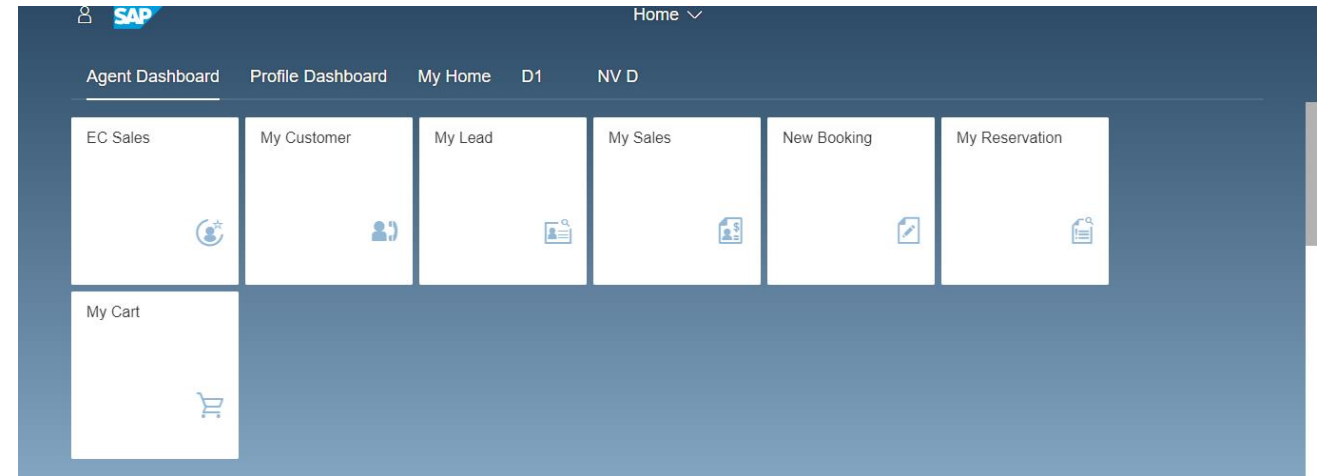 SAP Home
Agent Dashboard Profile Dashboard My Home D1 NV D
EC Sales My Customer My Lead My Sales New Booking My Reservation
My Cart